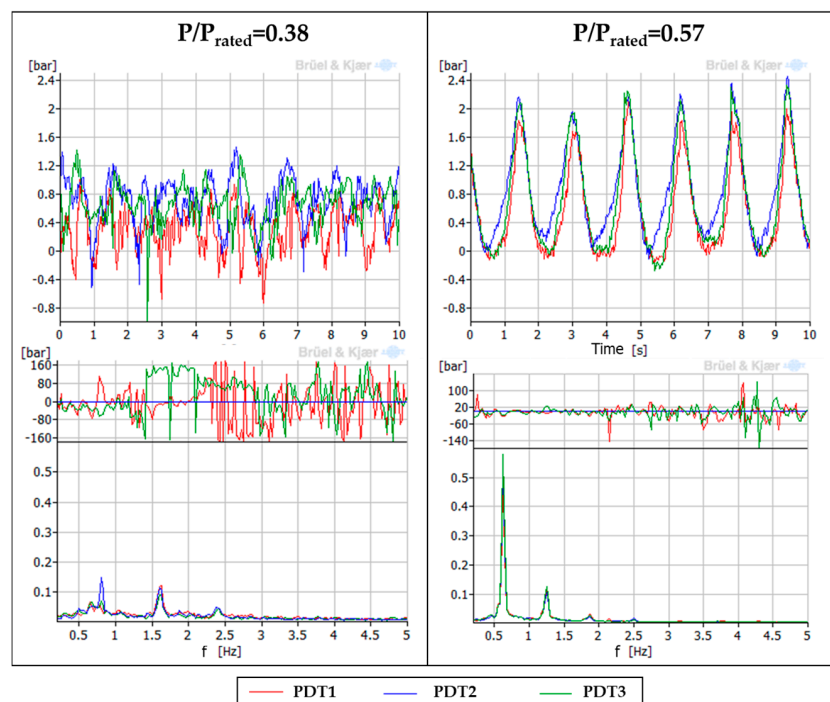 P/Prated=0.38
P/Prated=0.57
[bar]
Brüel & Kjær
2.4
2
1.6
1.2
0.8
0.4
0
-0.4
-0.8
0 1 2 3 4 5 6 7 8 9 10
[bar]
Brüel & Kjær
2.4
2
1.6
1.2
0.8
0.4
0
-0.4
-0.8
0 1 2 3 4 5 6 7 8 9 10
Time [s]
Brüel & Kjær
[bar]
160
80
0
-80
-160
0.5
0.4
0.3
0.2
0.1
0.5 1 1.5 2 2.5 3 3.5 4 4.5 5
f [Hz]
Brüel & Kjær
[bar]
100
20
-60
-140
0.5
0.4
0.3
0.2
0.1
0.5 1 1.5 2 2.5 3 3.5 4 4.5 5
f [Hz]
PDT1 PDT2 PDT3